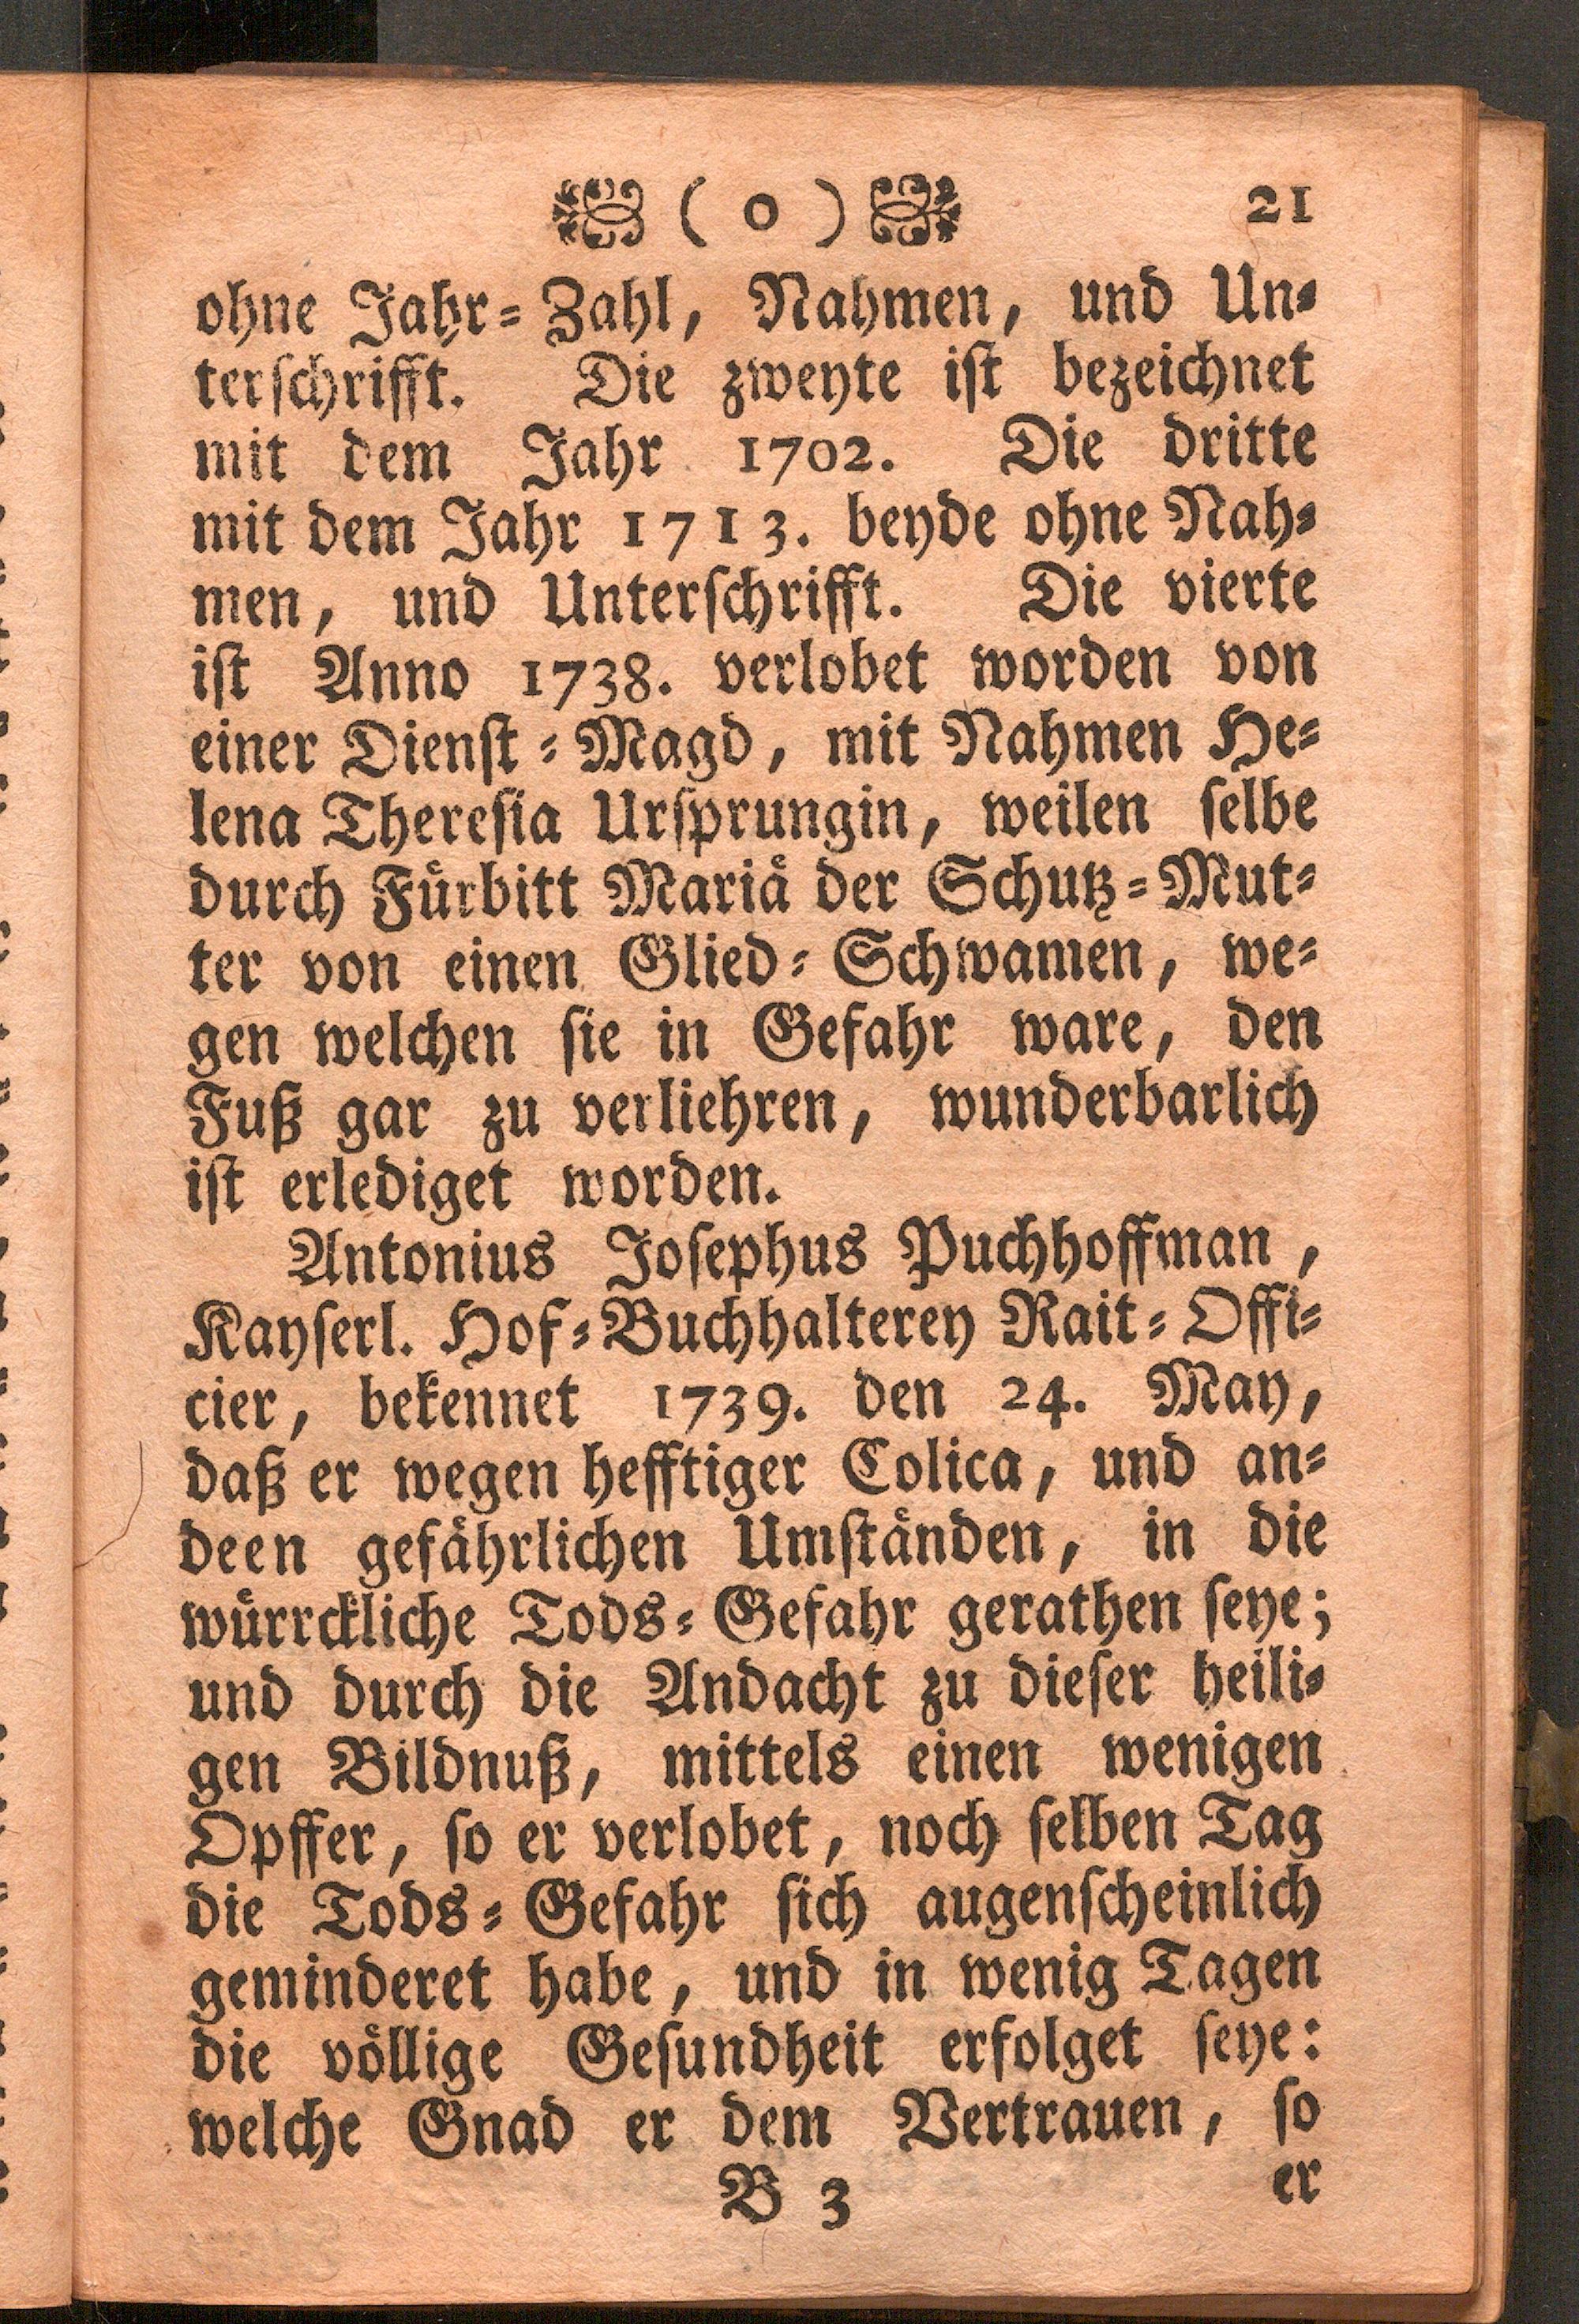 ( o ) 21
ohne Jahr-Zahl, Nahmen, und Un-
terschrifft. Die zweyte ist bezeichnet
mit dem Jahr 1702. Die dritte
mit dem Jahr 1713. beyde ohne Nah-
men, und Unterschrifft. Die vierte
ist Anno 1738. verlobet worden von
einer Dienst-Magd, mit Nahmen He-
lena Theresia Ursprungin, weilen selbe
durch Fürbitt Mariä der Schutz-Mut-
ter von einen Glied-Schwamen, we-
gen welchen sie in Gefahr ware, den
Fuß gar zu verliehren, wunderbarlich
ist erlediget worden.
Antonius Josephus Puchhoffman,
Kayserl. Hof-Buchhalterey Rait-Offi-
cier, bekennet 1739. den 24. May,
daß er wegen hefftiger Colica, und an-
deen gefährlichen Umständen, in die
würrckliche Tods-Gefahr gerathen seye;
und durch die Andacht zu dieser heili-
gen Bildnuß, mittels einen wenigen
Opffer, so er verlobet, noch selben Tag
die Tods-Gefahr sich augenscheinlich
geminderet habe, und in wenig Tagen
die völlige Gesundheit erfolget seye:
welche Gnad er dem Vertrauen, so
B 3 er